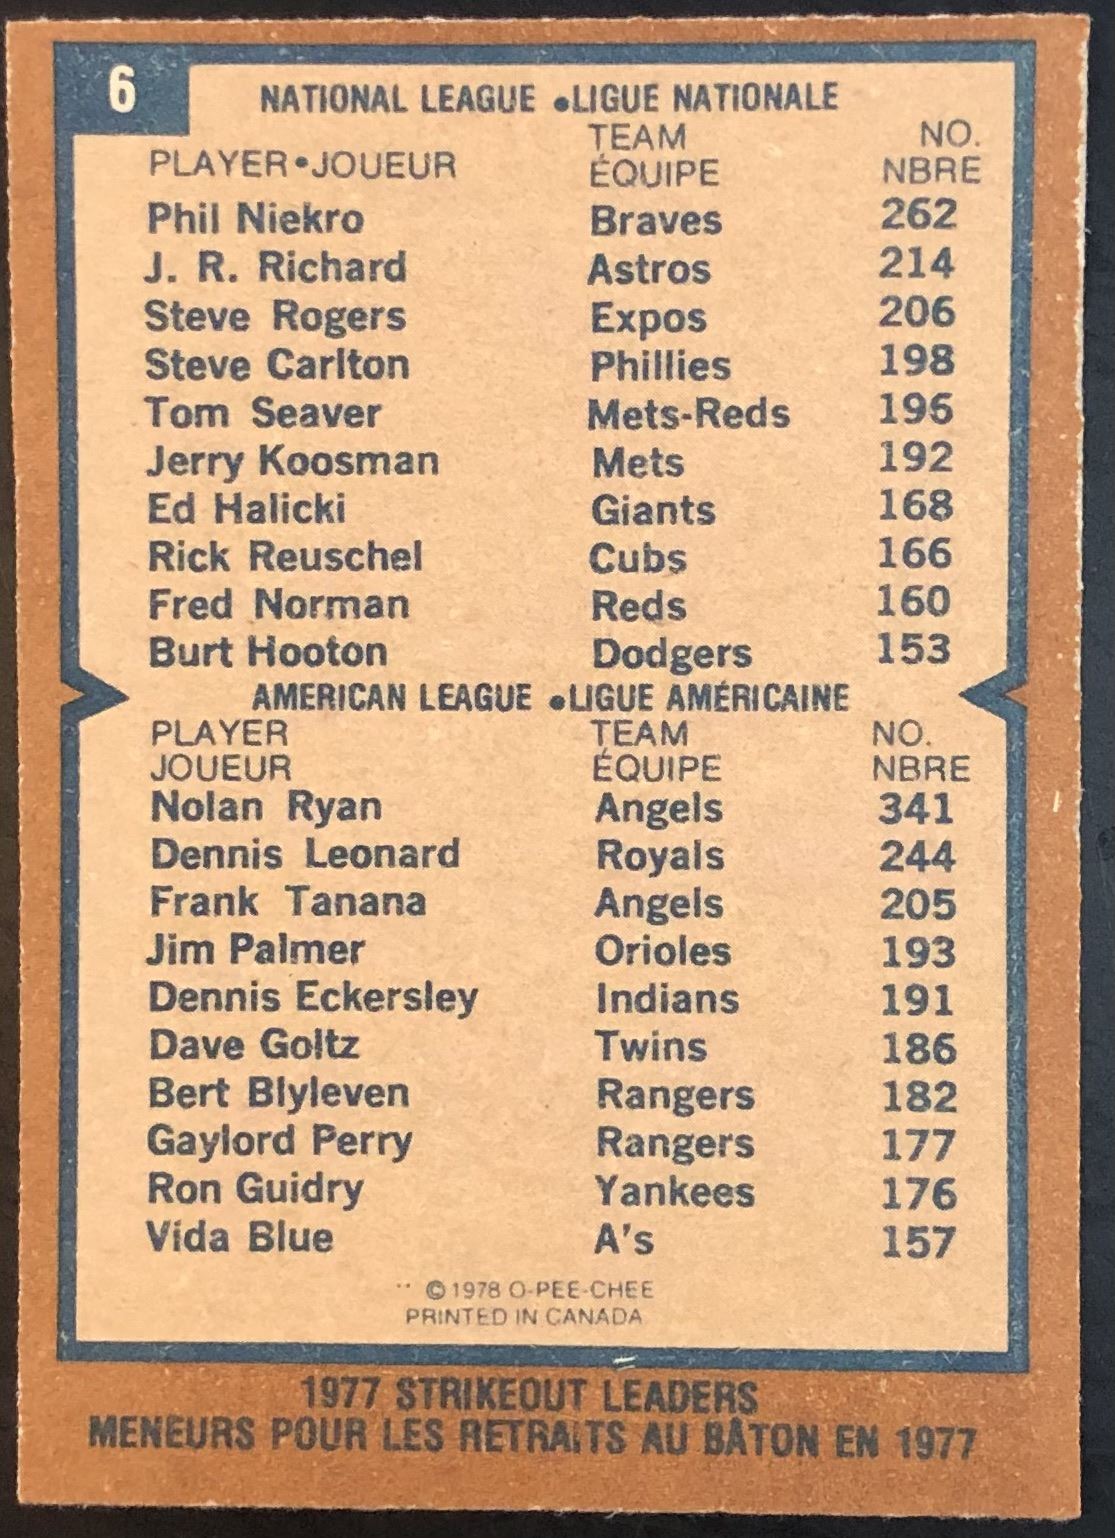 6
NATIONAL LEAGUE • LIGUE NATIONALE
PLAYER • JOUEUR TEAM ÉQUIPE NO. NBRE
Phil Niekro Braves 262
J. R. Richard Astros 214
Steve Rogers Expos 206
Steve Carlton Phillies 198
Tom Seaver Mets-Reds 196
Jerry Koosman Mets 192
Ed Halicki Giants 168
Rick Reuschel Cubs 166
Fred Norman Reds 160
Burt Hooton Dodgers 153
AMERICAN LEAGUE • LIGUE AMÉRICAINE
PLAYER TEAM NO.
JOUEUR ÉQUIPE NBRE
Nolan Ryan Angels 341
Dennis Leonard Royals 244
Frank Tanana Angels 205
Jim Palmer Orioles 193
Dennis Eckersley Indians 191
Dave Goltz Twins 186
Bert Blyleven Rangers 182
Gaylord Perry Rangers 177
Ron Guidry Yankees 176
Vida Blue A's 157
© 1978 O-PEE-CHEE
PRINTED IN CANADA
1977 STRIKEOUT LEADERS
MENEURS POUR LES RETRAITS AU BÂTON EN 1977